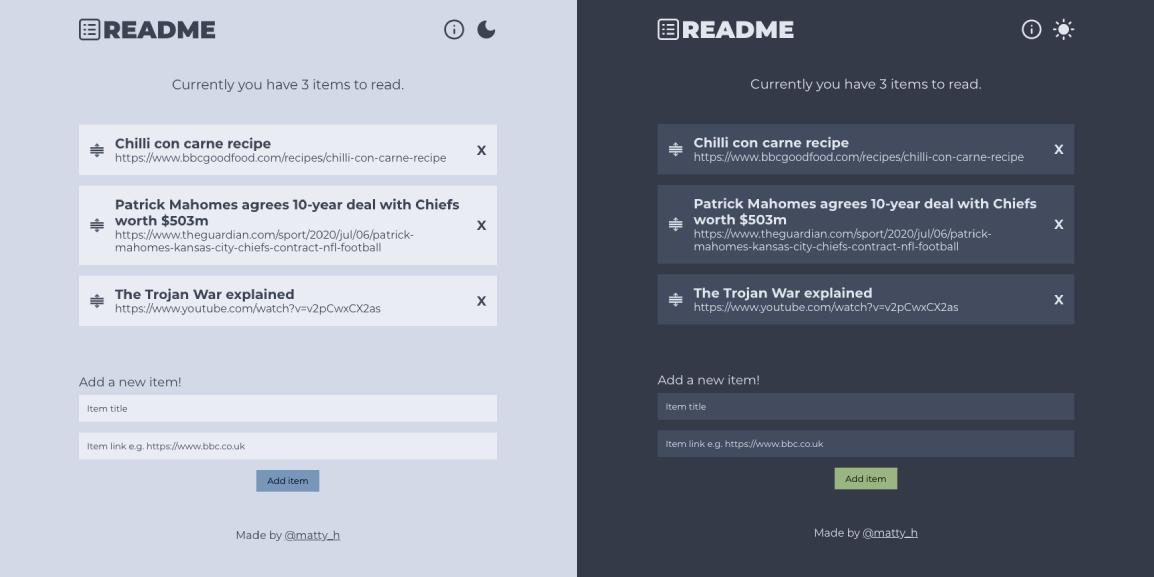 README
Currently you have 3 items to read.
Chilli con carne recipe
https://www.bbcgoodfood.com/recipes/chilli-con-carne-recipe
X
Patrick Mahomes agrees 10-year deal with Chiefs
worth $503m
https://www.theguardian.com/sport/2020/jul/06/patrick-
mahomes-kansas-city-chiefs-contract-nfl-football
X
The Trojan War explained
https://www.youtube.com/watch?v=v2pCwxCX2as
X
Add a new item!
Item title
Item link e.g. https://www.bbc.co.uk
Add item
Made by @matty_h
README
Currently you have 3 items to read.
Chilli con carne recipe
https://www.bbcgoodfood.com/recipes/chilli-con-carne-recipe
X
Patrick Mahomes agrees 10-year deal with Chiefs
worth $503m
https://www.theguardian.com/sport/2020/jul/06/patrick-
mahomes-kansas-city-chiefs-contract-nfl-football
X
The Trojan War explained
https://www.youtube.com/watch?v=v2pCwxCX2as
X
Add a new item!
Item title
Item link e.g. https://www.bbc.co.uk
Add item
Made by @matty_h